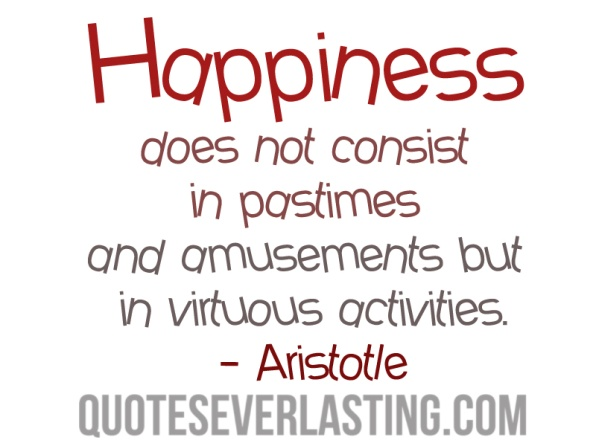 Happiness
does not consist
in pastimes
and amusements but
in virtuous activities.
- Aristotle
QUOTESEVERLASTING.COM